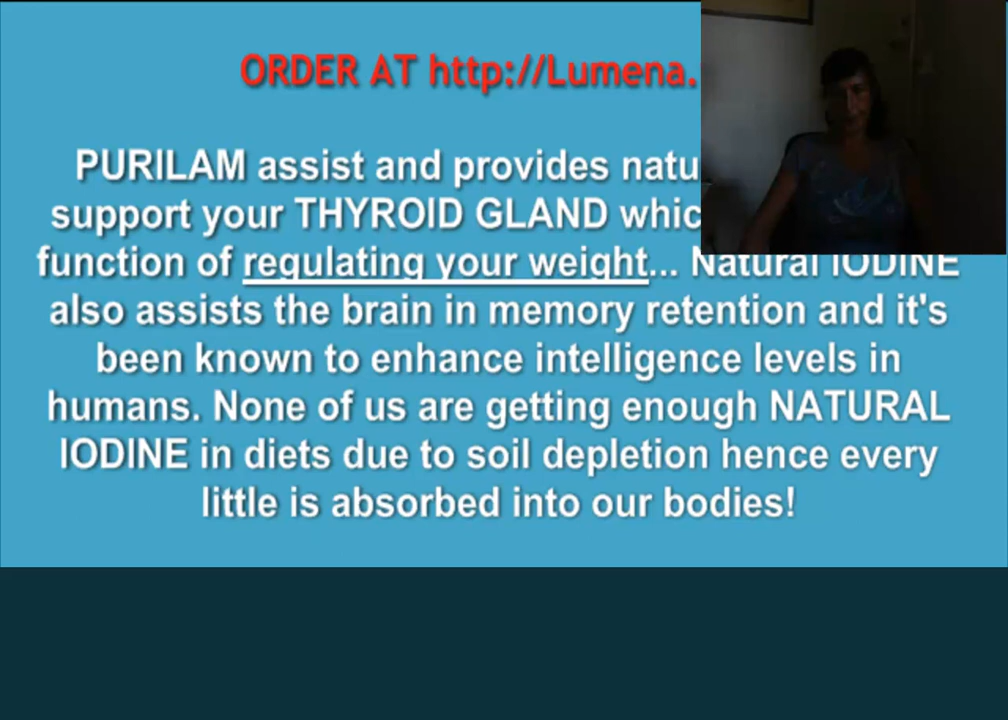 ORDER AT http://Lumena.
PURILAM assist and provides
support your THYROID GLAND
function of regulating your weight... Natural IODINE
also assists the brain in memory retention and it's
been known to enhance intelligence levels in
humans. None of us are getting enough NATURAL
IODINE in diets due to soil depletion hence every
little is absorbed into our bodies!